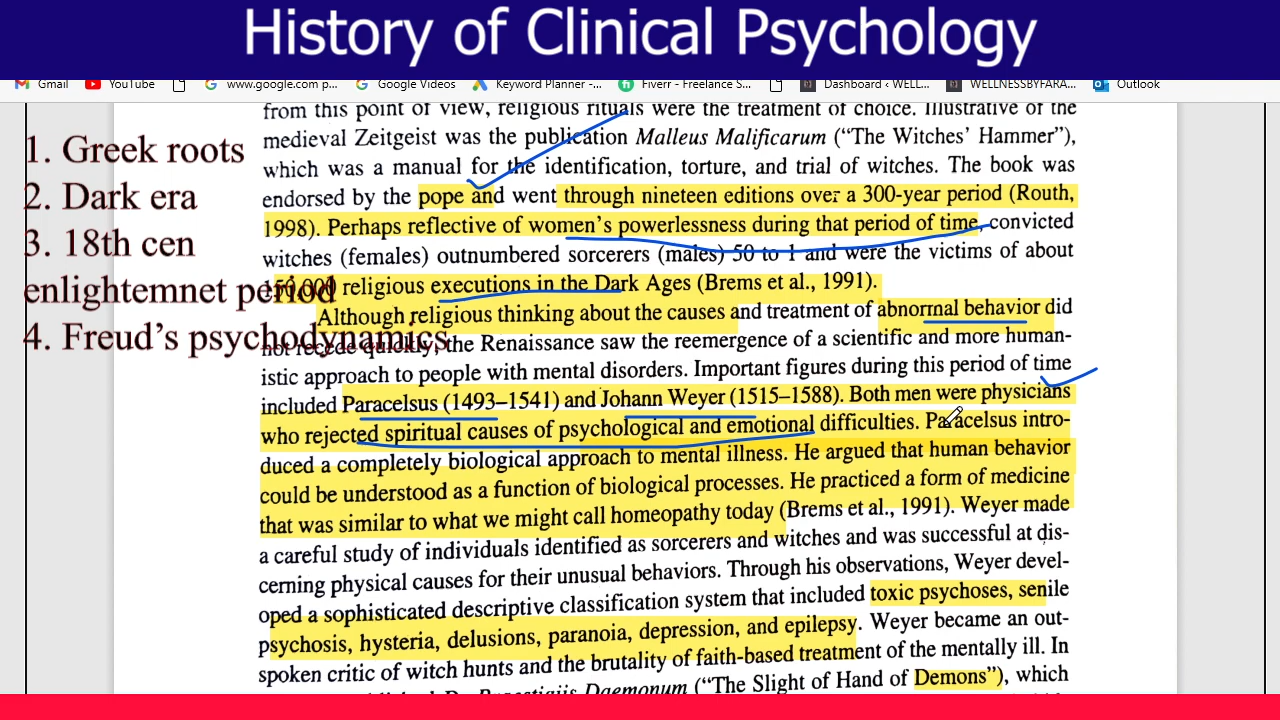 History of Clinical Psychology
Gmail YouTube www.google.com p... Google Videos Keyword Planner -... Fiverr - Freelance S... Dashboard ‹ WELL... WELLNESSBYFARA... Outlook
1. Greek roots
2. Dark era
3. 18th cen
enlightemnet period
4. Freud's psychodynamics
from this point of view, religious rituals were the treatment of choice. Illustrative of the
medieval Zeitgeist was the publication Malleus Malificarum ("The Witches' Hammer"),
which was a manual for the identification, torture, and trial of witches. The book was
endorsed by the pope and went through nineteen editions over a 300-year period (Routh,
1998). Perhaps reflective of women's powerlessness during that period of time, convicted
witches (females) outnumbered sorcerers (males) 50 to 1 and were the victims of about
150,000 religious executions in the Dark Ages (Brems et al., 1991).
Although religious thinking about the causes and treatment of abnormal behavior did
not recede quickly, the Renaissance saw the reemergence of a scientific and more human-
istic approach to people with mental disorders. Important figures during this period of time
included Paracelsus (1493–1541) and Johann Weyer (1515–1588). Both men were physicians
who rejected spiritual causes of psychological and emotional difficulties. Paracelsus intro-
duced a completely biological approach to mental illness. He argued that human behavior
could be understood as a function of biological processes. He practiced a form of medicine
that was similar to what we might call homeopathy today (Brems et al., 1991). Weyer made
a careful study of individuals identified as sorcerers and witches and was successful at dis-
cerning physical causes for their unusual behaviors. Through his observations, Weyer devel-
oped a sophisticated descriptive classification system that included toxic psychoses, senile
psychosis, hysteria, delusions, paranoia, depression, and epilepsy. Weyer became an out-
spoken critic of witch hunts and the brutality of faith-based treatment of the mentally ill. In
Daemonum ("The Slight of Hand of Demons"), which